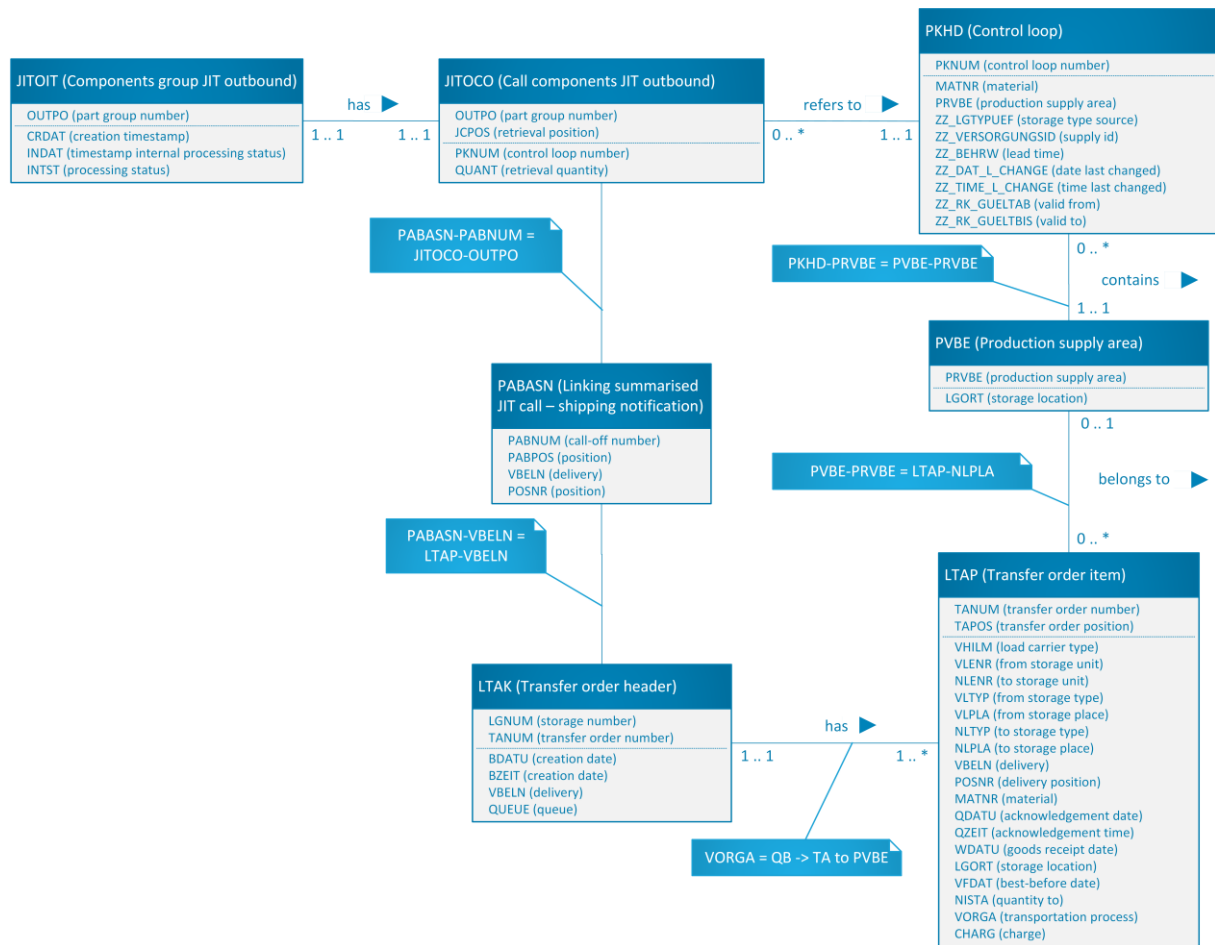 JITOIT (Components group JIT outbound)
OUTPO (part group number)
CRDAT (creation timestamp)
INDAT (timestamp internal processing status)
INTST (processing status)
has
1 .. 1
1 .. 1
JITOCO (Call components JIT outbound)
OUTPO (part group number)
JCPOS (retrieval position)
PKNUM (control loop number)
QUANT (retrieval quantity)
refers to
0 .. *
1 .. 1
PKHD (Control loop)
PKNUM (control loop number)
MATNR (material)
PRVBE (production supply area)
ZZ_LGTYPUEF (storage type source)
ZZ_VERSORGUNGSID (supply id)
ZZ_BEHRW (lead time)
ZZ_DAT_L_CHANGE (date last changed)
ZZ_TIME_L_CHANGE (time last changed)
ZZ_RK_GUELTAB (valid from)
ZZ_RK_GUELTBIS (valid to)
PABASN-PABNUM =
JITOCO-OUTPO
PKHD-PRVBE = PVBE-PRVBE
0 .. *
contains
1 .. 1
PVBE (Production supply area)
PRVBE (production supply area)
LGORT (storage location)
PABASN (Linking summarised
JIT call – shipping notification)
PABNUM (call-off number)
PABPOS (position)
VBELN (delivery)
POSNR (position)
0 .. 1
PVBE-PRVBE = LTAP-NLPLA
belongs to
0 .. *
PABASN-VBELN =
LTAP-VBELN
LTAK (Transfer order header)
LGNUM (storage number)
TANUM (transfer order number)
BDATU (creation date)
BZEIT (creation date)
VBELN (delivery)
QUEUE (queue)
has
1 .. 1
1 .. *
VORGA = QB -> TA to PVBE
LTAP (Transfer order item)
TANUM (transfer order number)
TAPOS (transfer order position)
VHILM (load carrier type)
VLENR (from storage unit)
NLENR (to storage unit)
VLTYP (from storage type)
VLPLA (from storage place)
NLTYP (to storage type)
NLPLA (to storage place)
VBELN (delivery)
POSNR (delivery position)
MATNR (material)
QDATU (acknowledgement date)
QZEIT (acknowledgement time)
WDATU (goods receipt date)
LGORT (storage location)
VFDAT (best-before date)
NISTA (quantity to)
VORGA (transportation process)
CHARG (charge)